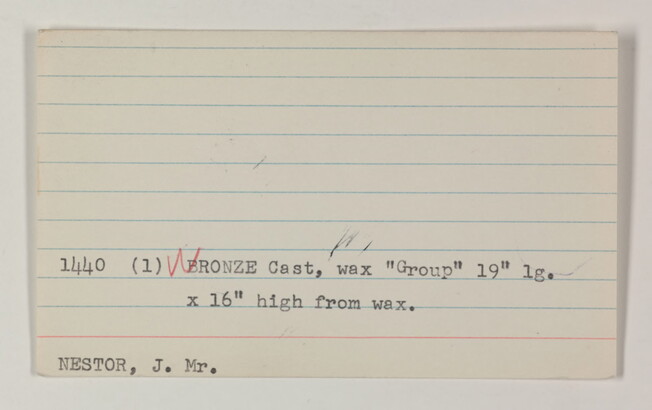 1440 (1) W BRONZE Cast, wax "Group" 19" lg.
x 16" high from wax.
NESTOR, J. Mr.